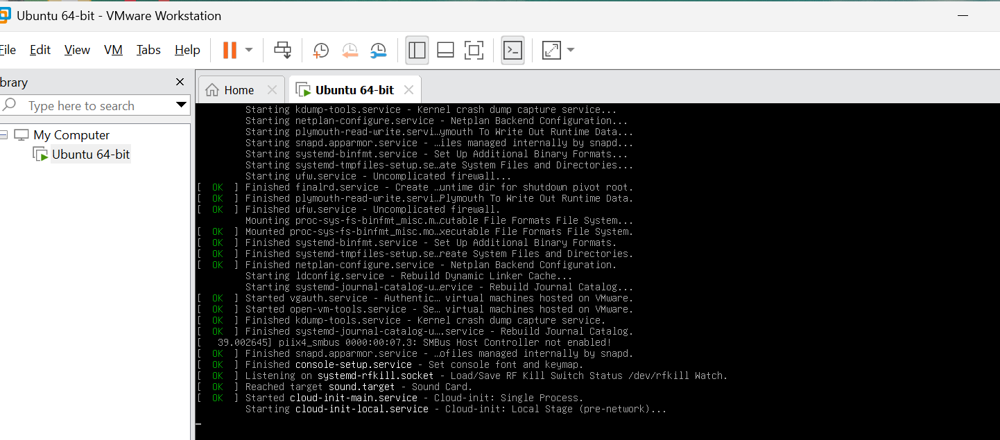 Ubuntu 64-bit - VMware Workstation
File Edit View VM Tabs Help
brary
Home
Ubuntu 64-bit
Type here to search
My Computer
Ubuntu 64-bit
Starting kdump-tools.service - Kernel crash dump capture service...
Starting netplan-configure.service - Netplan Backend Configuration...
Starting plymouth-read-write.servi…ymouth To Write Out Runtime Data...
Starting snapd.apparmor.service - …iles managed internally by snapd...
Starting systemd-binfmt.service - Set Up Additional Binary Formats...
Starting systemd-tmpfiles-setup.se…ate System Files and Directories...
Starting ufw.service - Uncomplicated firewall...
[  OK  ] Finished finalrd.service - Create …untime dir for shutdown pivot root.
[  OK  ] Finished plymouth-read-write.serv…Plymouth To Write Out Runtime Data.
[  OK  ] Finished ufw.service - Uncomplicated firewall.
Mounting proc-sys-fs-binfmt_misc.m…cutable File Formats File System...
[  OK  ] Mounted proc-sys-fs-binfmt_misc.mo…xecutable File Formats File System.
[  OK  ] Finished systemd-binfmt.service - Set Up Additional Binary Formats.
[  OK  ] Finished systemd-tmpfiles-setup.se…reate System Files and Directories.
[  OK  ] Finished netplan-configure.service - Netplan Backend Configuration.
Starting ldconfig.service - Rebuild Dynamic Linker Cache...
Starting systemd-journal-catalog-u…ervice - Rebuild Journal Catalog...
[  OK  ] Started vgauth.service - Authentic… virtual machines hosted on VMware.
[  OK  ] Started open-vm-tools.service - Se… virtual machines hosted on VMware.
[  OK  ] Finished kdump-tools.service - Kernel crash dump capture service.
[  OK  ] Finished systemd-journal-catalog-u….service - Rebuild Journal Catalog.
[   39.002645] piix4_smbus 0000:00:07.3: SMBus Host Controller not enabled!
[  OK  ] Finished snapd.apparmor.service - …ofiles managed internally by snapd.
[  OK  ] Finished console-setup.service - Set console font and keymap.
[  OK  ] Listening on systemd-rfkill.socket - Load/Save RF Kill Switch Status /dev/rfkill Watch.
[  OK  ] Reached target sound.target - Sound Card.
[  OK  ] Started cloud-init-main.service - Cloud-init: Single Process.
Starting cloud-init-local.service - Cloud-init: Local Stage (pre-network)...